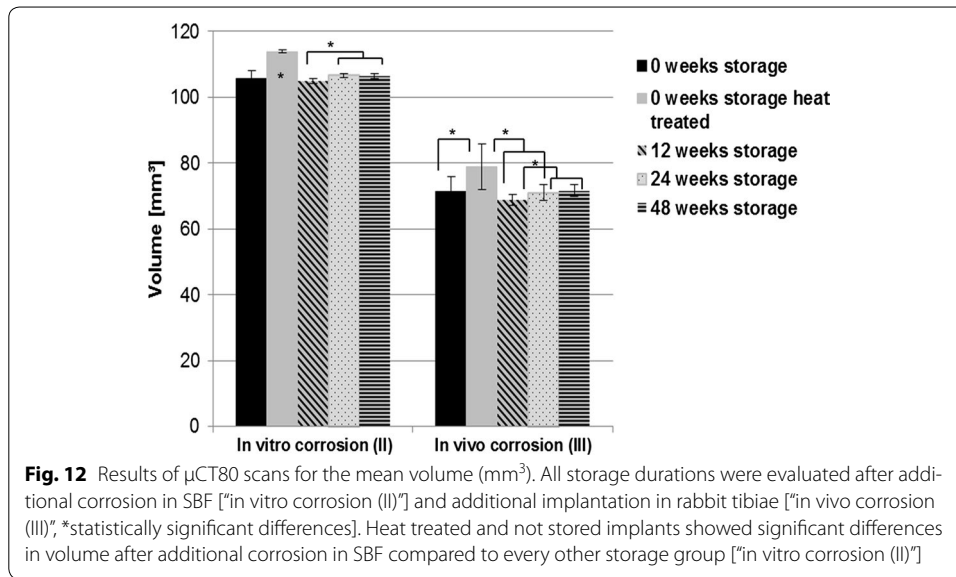 120
100
80
60
40
20
0
Volume [mm³]
*
*
*
*
*
In vitro corrosion (II)
In vivo corrosion (III)
0 weeks storage
0 weeks storage heat
treated
12 weeks storage
24 weeks storage
48 weeks storage
Fig. 12 Results of μCT80 scans for the mean volume (mm³). All storage durations were evaluated after addi-
tional corrosion in SBF ["in vitro corrosion (II)"] and additional implantation in rabbit tibiae ["in vivo corrosion
(III)", *statistically significant differences]. Heat treated and not stored implants showed significant differences
in volume after additional corrosion in SBF compared to every other storage group ["in vitro corrosion (II)"]